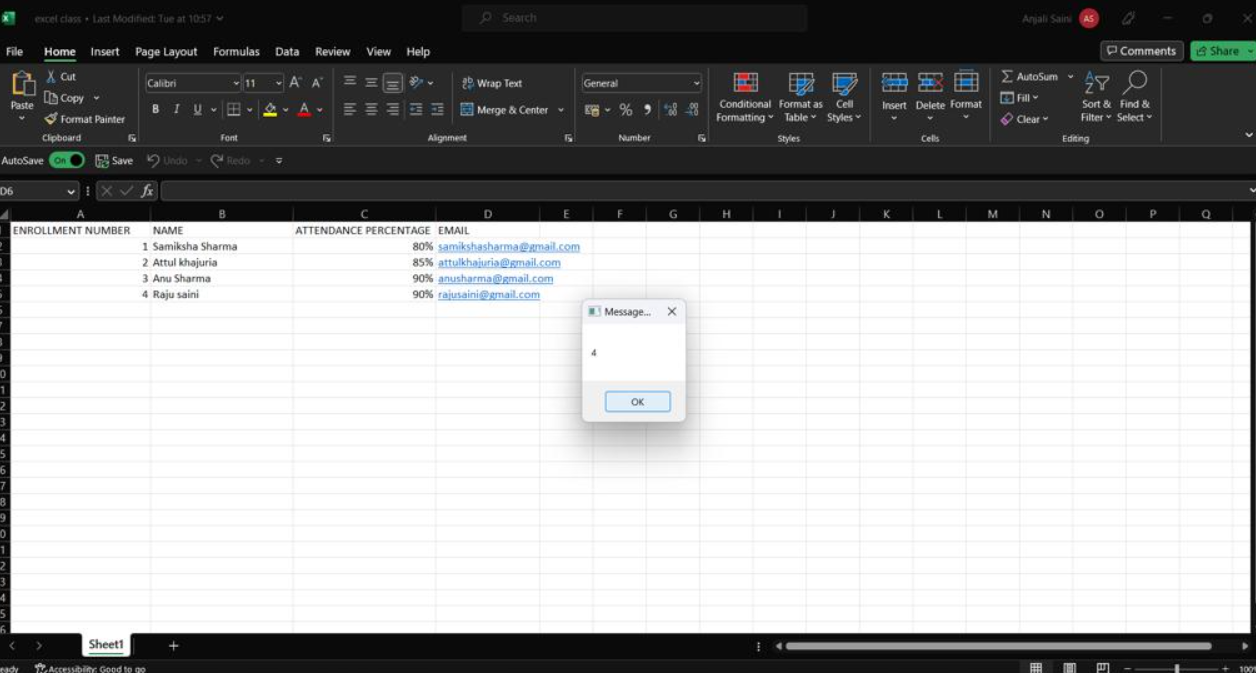 excel class • Last Modified: Tue at 10:57
Search
Anjali Saini AS
File Home Insert Page Layout Formulas Data Review View Help
Comments Share
Paste
Cut
Copy
Format Painter
Clipboard
Calibri 11 A A
B I U A
Font
Wrap Text
Merge & Center
Alignment
General
% 9 .00
Number
Conditional Formatting
Format as Table
Cell Styles
Styles
Insert Delete Format
Cells
AutoSum
Fill
Clear
Sort & Filter
Find & Select
Editing
AutoSave On Save Undo Redo
D6 fx
A B C D E F G H I J K L M N O P Q
ENROLLMENT NUMBER NAME ATTENDANCE PERCENTAGE EMAIL
1 Samiksha Sharma 80% samikshasharma@gmail.com
2 Attul khajuria 85% attulkhajuria@gmail.com
3 Anu Sharma 90% anusharma@gmail.com
4 Raju saini 90% rajusaini@gmail.com
Message...
4
OK
Sheet1
Accessibility: Good to go